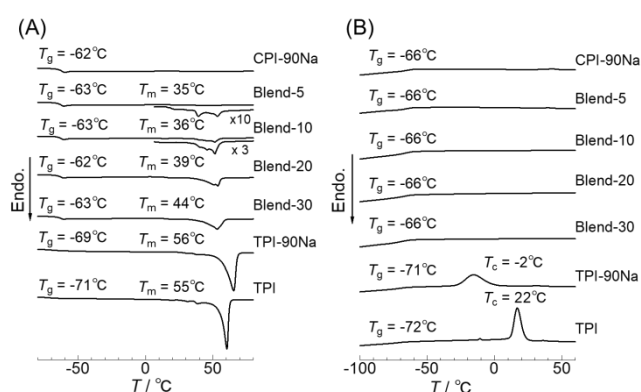 (A)
Tg = -62°C CPI-90Na
Tg = -63°C Tm = 35°C Blend-5
x10
Tg = -63°C Tm = 36°C Blend-10
x 3
Tg = -62°C Tm = 39°C Blend-20
Tg = -63°C Tm = 44°C Blend-30
Tg = -69°C Tm = 56°C TPI-90Na
Tg = -71°C Tm = 55°C TPI
Endo.
-50 0 50
T / °C
(B)
Tg = -66°C CPI-90Na
Tg = -66°C Blend-5
Tg = -66°C Blend-10
Tg = -66°C Blend-20
Tg = -66°C Blend-30
Tc = -2°C
Tg = -71°C TPI-90Na
Tc = 22°C
Tg = -72°C TPI
Endo.
-100 -50 0 50
T / °C